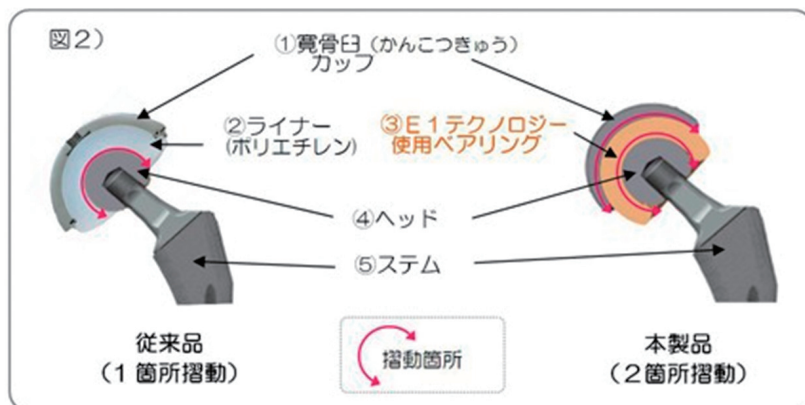 図2)
①寛骨臼(かんこつきゅう)
カップ
②ライナー
(ポリエチレン)
③E1テクノロジー
使用ベアリング
④ヘッド
⑤ステム
従来品
(1箇所摺動)
摺動箇所
本製品
(2箇所摺動)